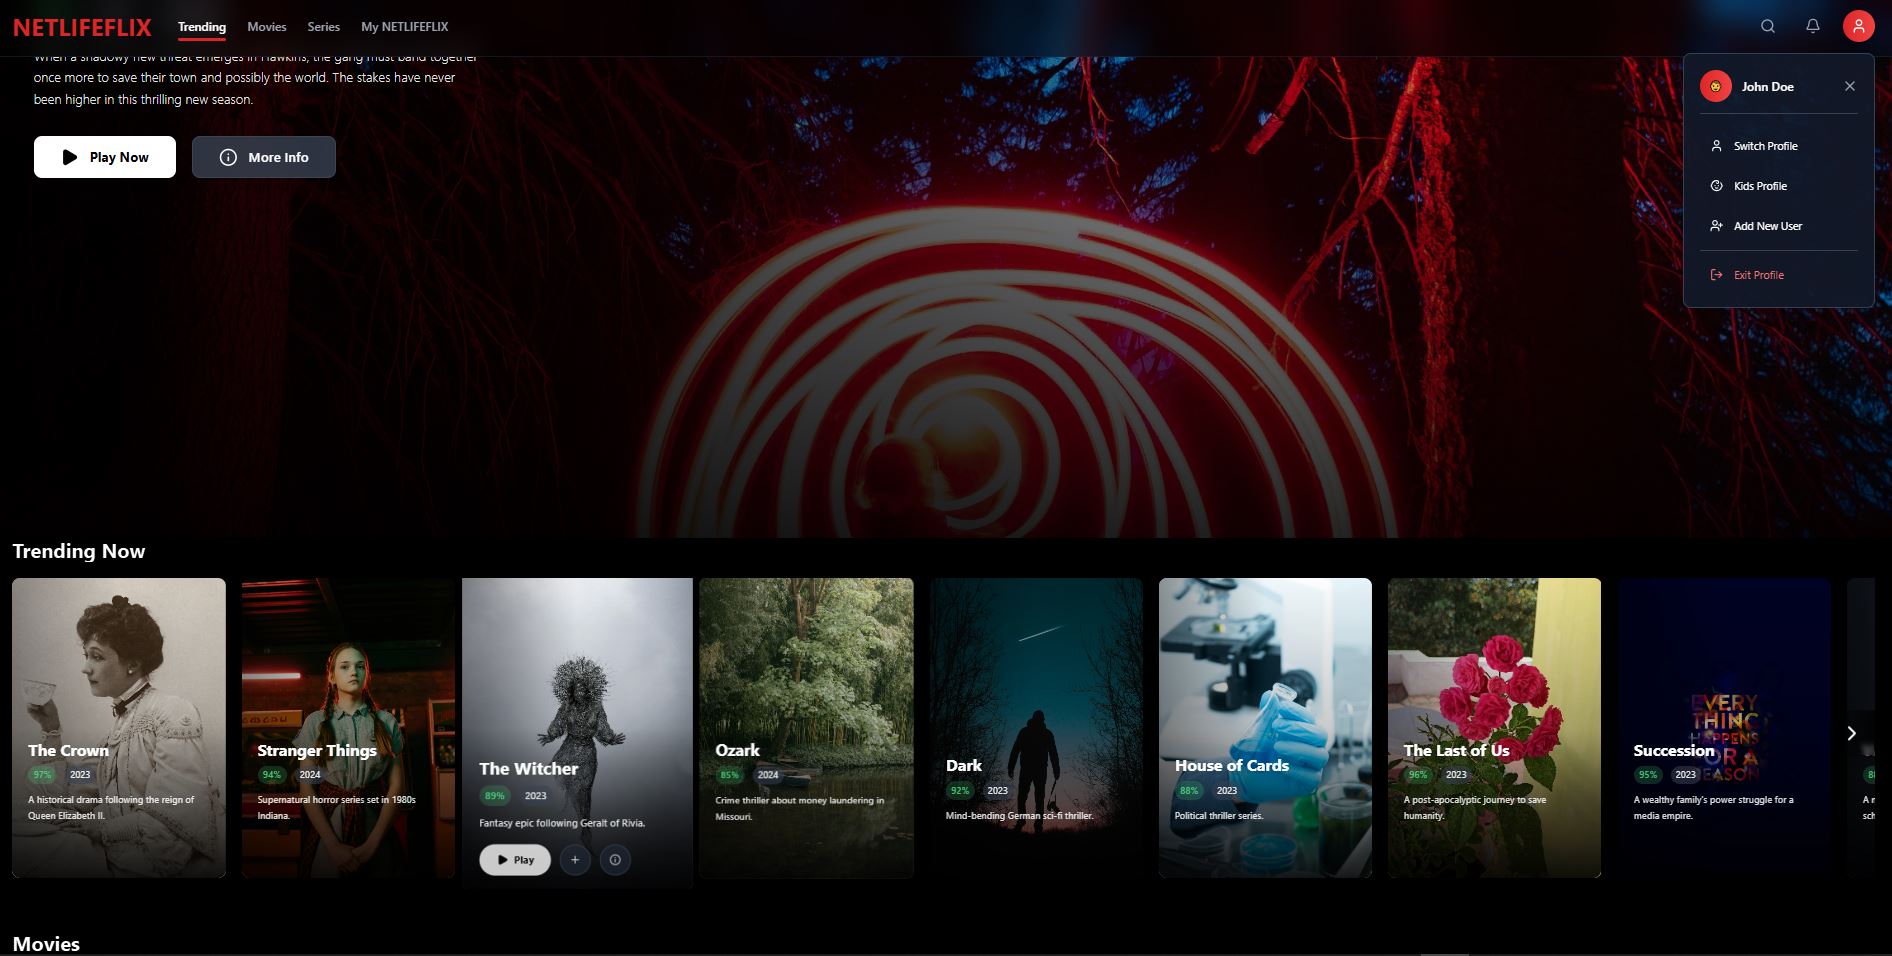 NETLIFEFLIX
Trending
Movies
Series
My NETLIFEFLIX
When a shadowy new threat emerges in Hawkins, the gang must band together
once more to save their town and possibly the world. The stakes have never
been higher in this thrilling new season.
Play Now
More Info
John Doe
Switch Profile
Kids Profile
Add New User
Exit Profile
Trending Now
The Crown
97% 2023
A historical drama following the reign of
Queen Elizabeth II.
Stranger Things
94% 2024
Supernatural horror series set in 1980s
Indiana.
The Witcher
89% 2023
Fantasy epic following Geralt of Rivia.
Play
Ozark
85% 2024
Crime thriller about money laundering in
Missouri.
Dark
92% 2023
Mind-bending German sci-fi thriller.
House of Cards
88% 2023
Political thriller series.
The Last of Us
96% 2023
A post-apocalyptic journey to save
humanity.
EVERY
THING
HAPPENS
FOR A
REASON
Succession
95% 2023
A wealthy family's power struggle for a
media empire.
Movies